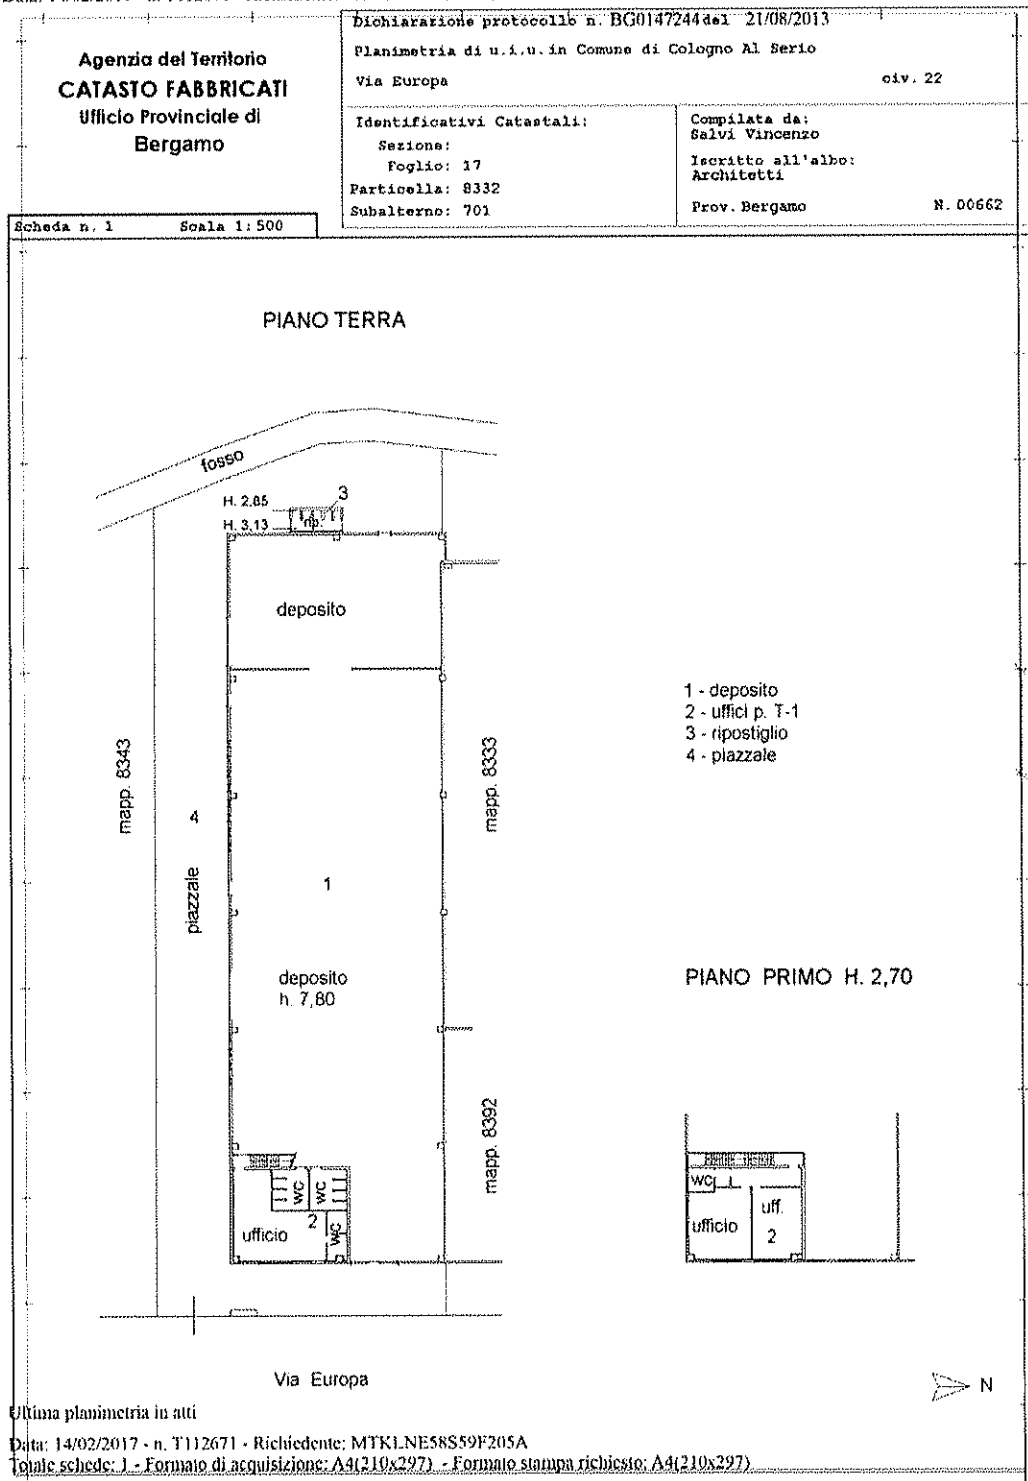 Agenzia del Territorio
CATASTO FABBRICATI
Ufficio Provinciale di
Bergamo
Dichiarazione protocollo n. BG0147244 del 21/08/2013
Planimetria di u.i.u. in Comune di Cologno Al Serio
Via Europa civ. 22
Identificativi Catastali:
Sezione:
Foglio: 17
Particella: 8332
Subalterno: 701
Compilata da:
Salvi Vincenzo
Iscritto all'albo:
Architetti
Prov. Bergamo N. 00662
Scheda n. 1 Scala 1:500
PIANO TERRA
fosso
H. 2,85
3
H. 3,13
rip.
deposito
1 - deposito
2 - uffici p. T-1
3 - ripostiglio
4 - piazzale
mapp. 8343
mapp. 8333
4
piazzale
1
deposito
h. 7,80
PIANO PRIMO H. 2,70
mapp. 8392
WC
WC
2
WC
ufficio
WC
ufficio
uff.
2
Via Europa
N
Ultima planimetria in atti
Data: 14/02/2017 - n. T112671 - Richiedente: MTKLNE58S59F205A
Totale schede: 1 - Formato di acquisizione: A4(210x297) - Formato stampa richiesto: A4(210x297)